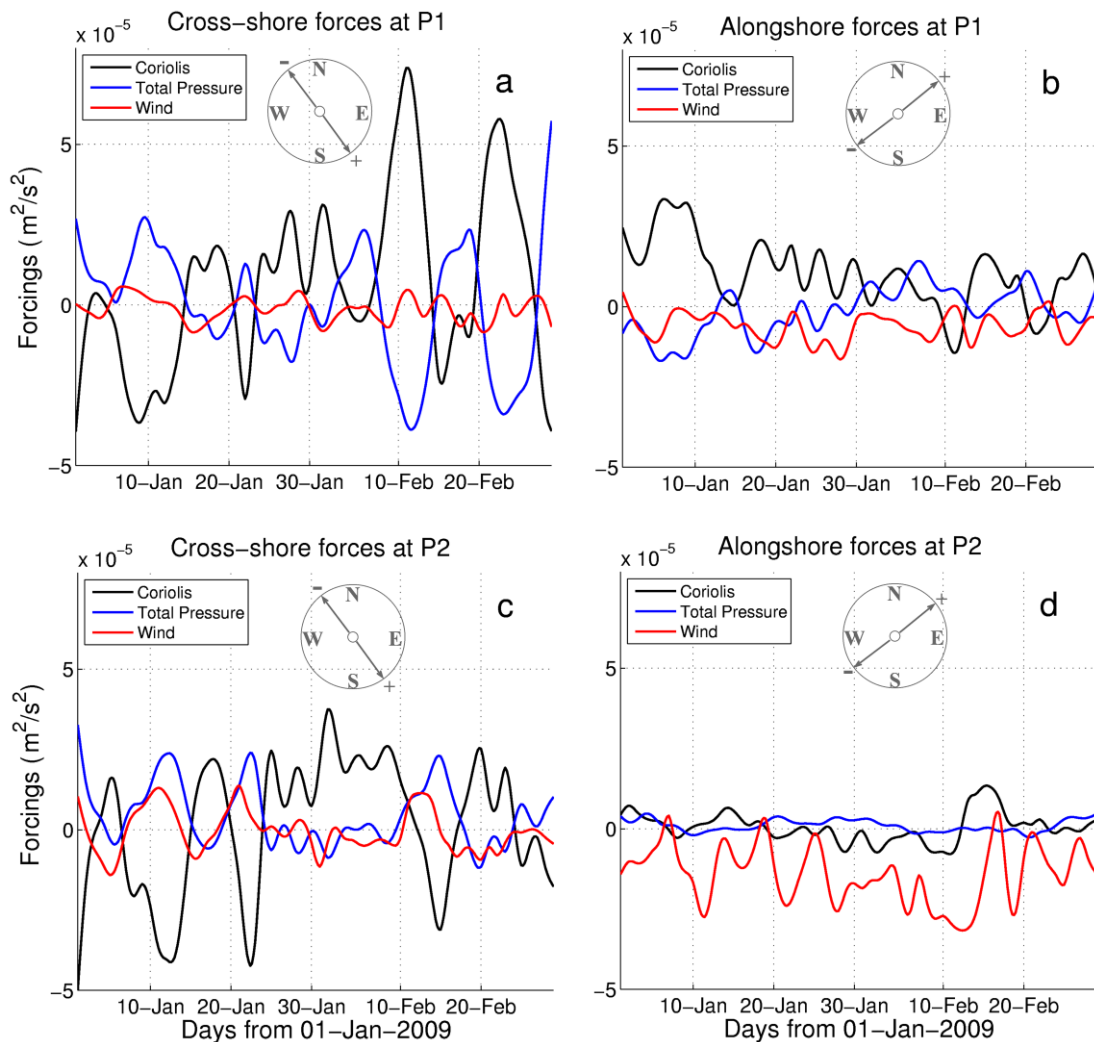 Cross−shore forces at P1
x 10⁻⁵
Coriolis
Total Pressure
Wind
- N W E S +
a
Forcings ( m²/s²)
5
0
−5
10−Jan 20−Jan 30−Jan 10−Feb 20−Feb
Alongshore forces at P1
x 10⁻⁵
Coriolis
Total Pressure
Wind
N + W E - S
b
5
0
−5
10−Jan 20−Jan 30−Jan 10−Feb 20−Feb
Cross−shore forces at P2
x 10⁻⁵
Coriolis
Total Pressure
Wind
- N W E S +
c
Forcings ( m²/s²)
5
0
−5
10−Jan 20−Jan 30−Jan 10−Feb 20−Feb
Days from 01−Jan−2009
Alongshore forces at P2
x 10⁻⁵
Coriolis
Total Pressure
Wind
N + W E - S
d
5
0
−5
10−Jan 20−Jan 30−Jan 10−Feb 20−Feb
Days from 01−Jan−2009